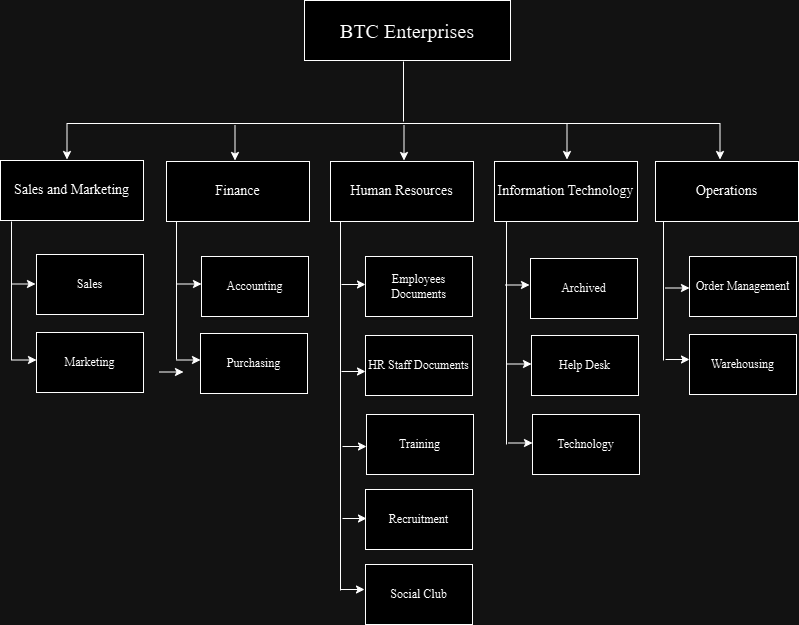 BTC Enterprises
Sales and Marketing
Finance
Human Resources
Information Technology
Operations
Sales
Marketing
Accounting
Purchasing
Employees
Documents
HR Staff Documents
Training
Recruitment
Social Club
Archived
Help Desk
Technology
Order Management
Warehousing